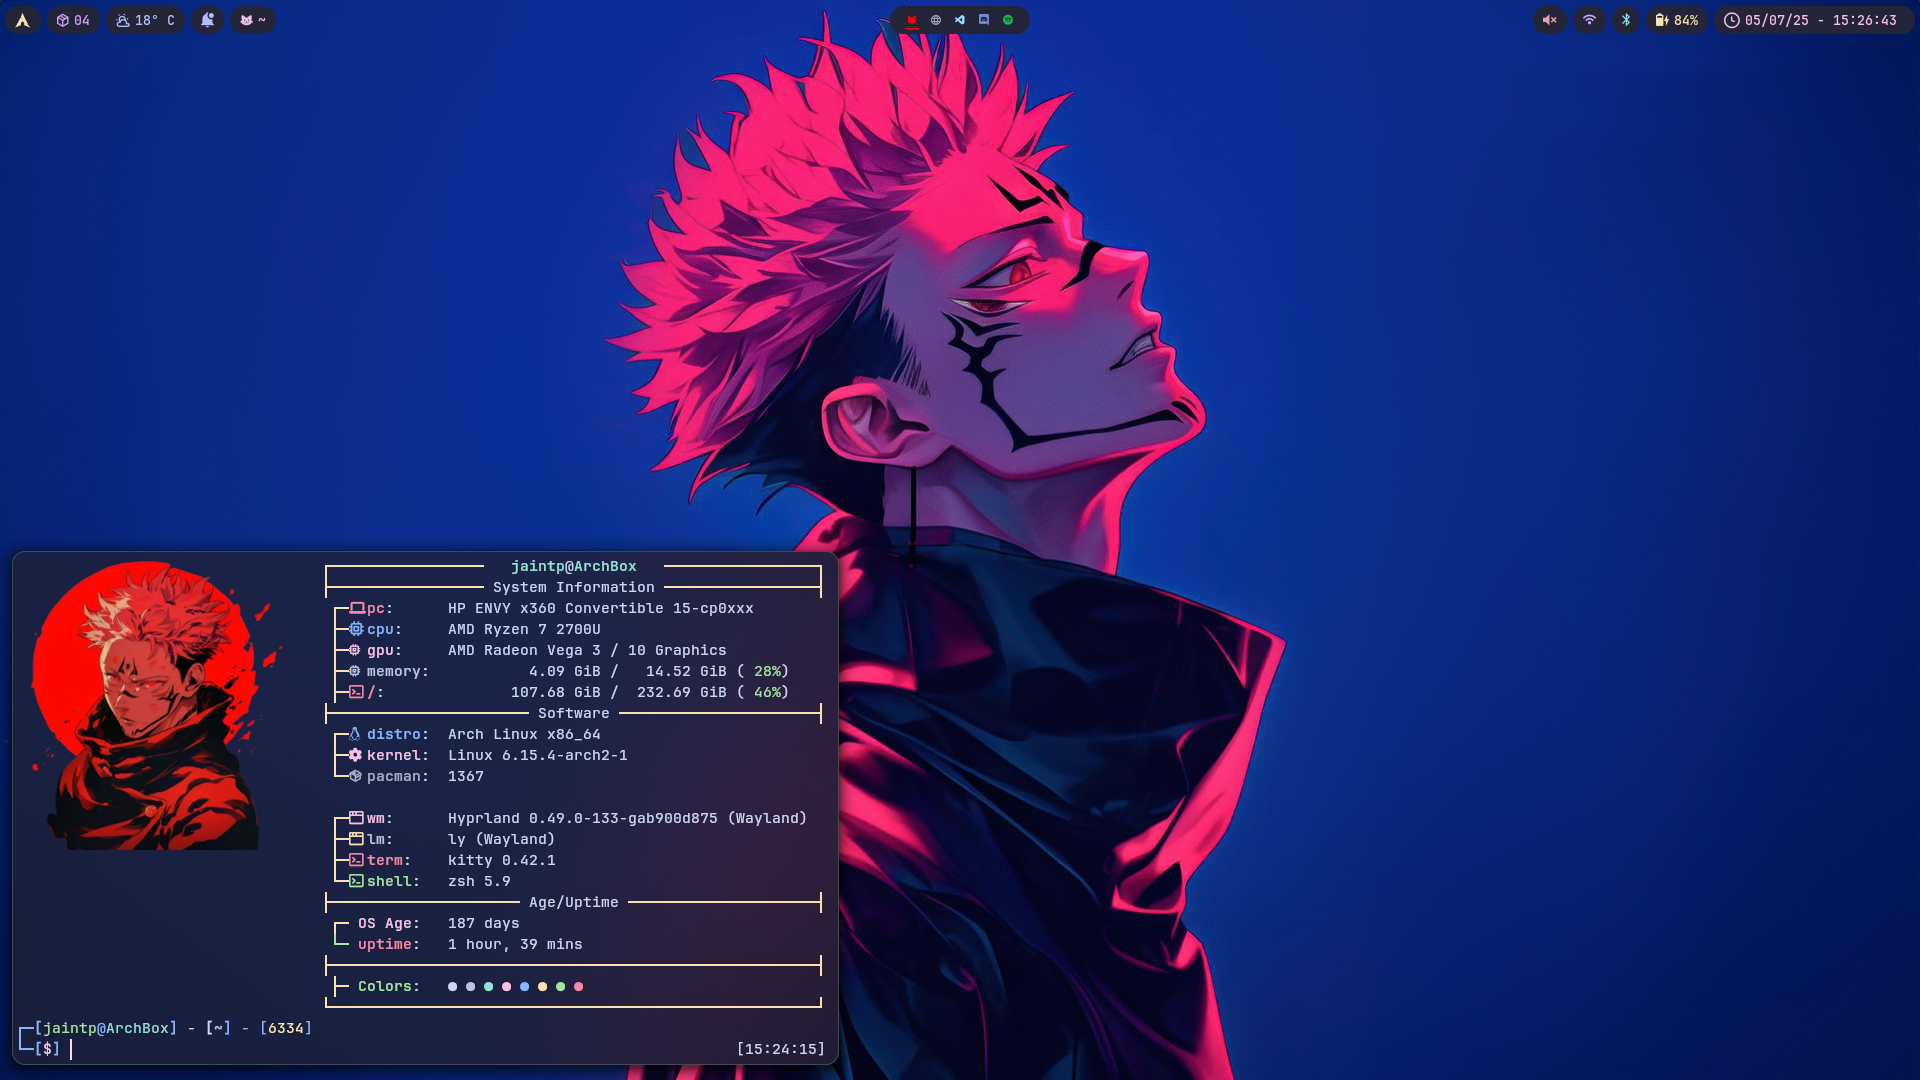 04
18° C
~
84%
05/07/25 - 15:26:43
jaintp@ArchBox
System Information
pc: HP ENVY x360 Convertible 15-cp0xxx
cpu: AMD Ryzen 7 2700U
gpu: AMD Radeon Vega 3 / 10 Graphics
memory: 4.09 GiB / 14.52 GiB ( 28%)
/: 107.68 GiB / 232.69 GiB ( 46%)
Software
distro: Arch Linux x86_64
kernel: Linux 6.15.4-arch2-1
pacman: 1367
wm: Hyprland 0.49.0-133-gab900d875 (Wayland)
lm: ly (Wayland)
term: kitty 0.42.1
shell: zsh 5.9
Age/Uptime
OS Age: 187 days
uptime: 1 hour, 39 mins
Colors:
[jaintp@ArchBox] - [~] - [6334]
[$]
[15:24:15]